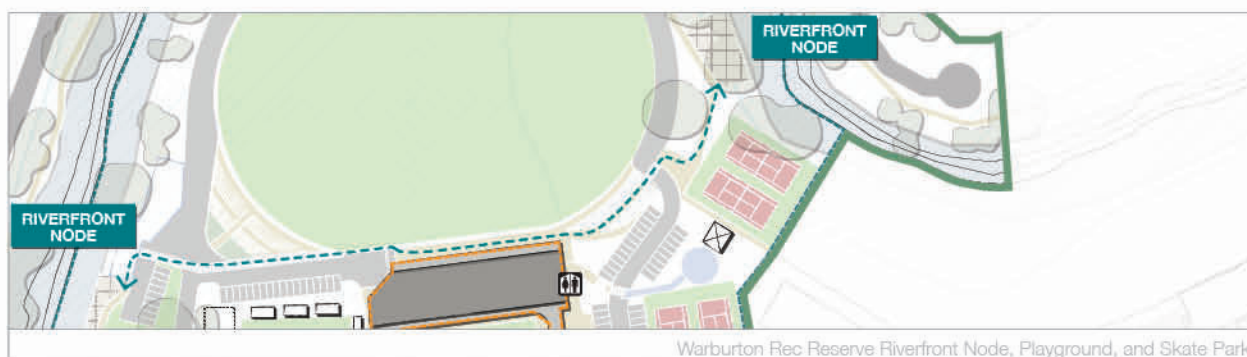 RIVERFRONT
NODE
RIVERFRONT
NODE
Warburton Rec Reserve Riverfront Node, Playground, and Skate Park